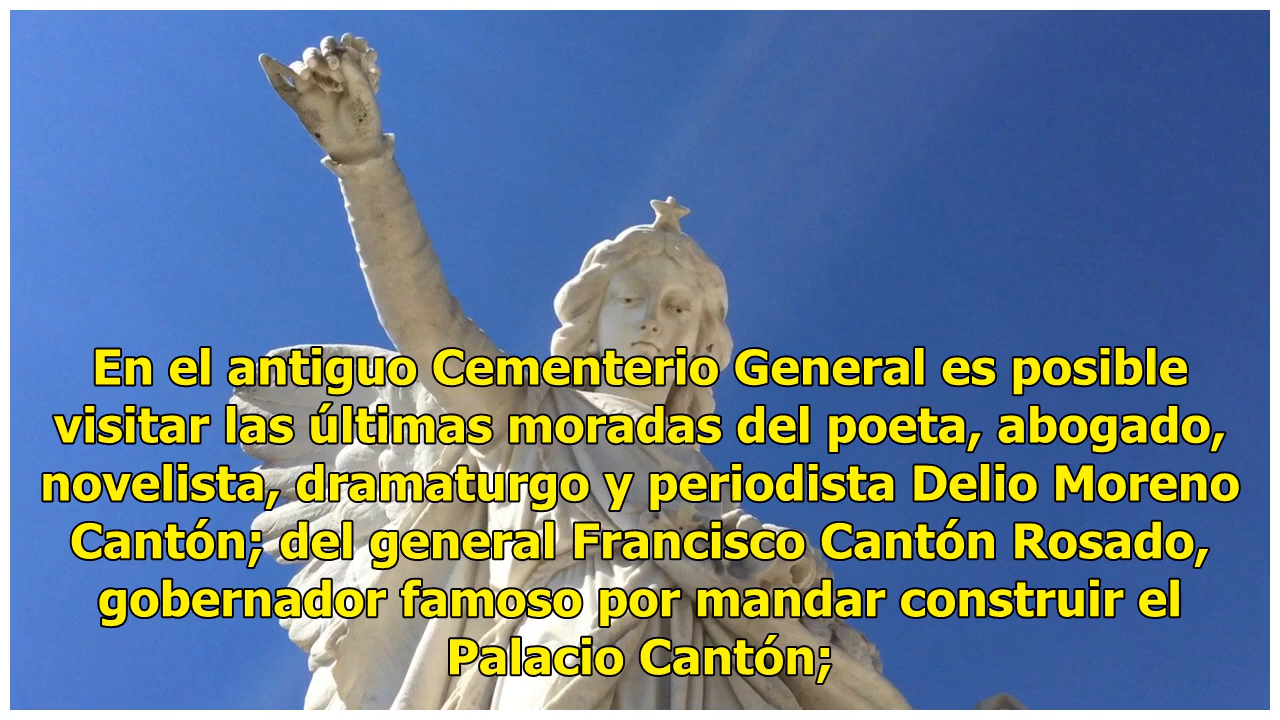 En el antiguo Cementerio General es posible
visitar las últimas moradas del poeta, abogado,
novelista, dramaturgo y periodista Delio Moreno
Cantón; del general Francisco Cantón Rosado,
gobernador famoso por mandar construir el
Palacio Cantón;